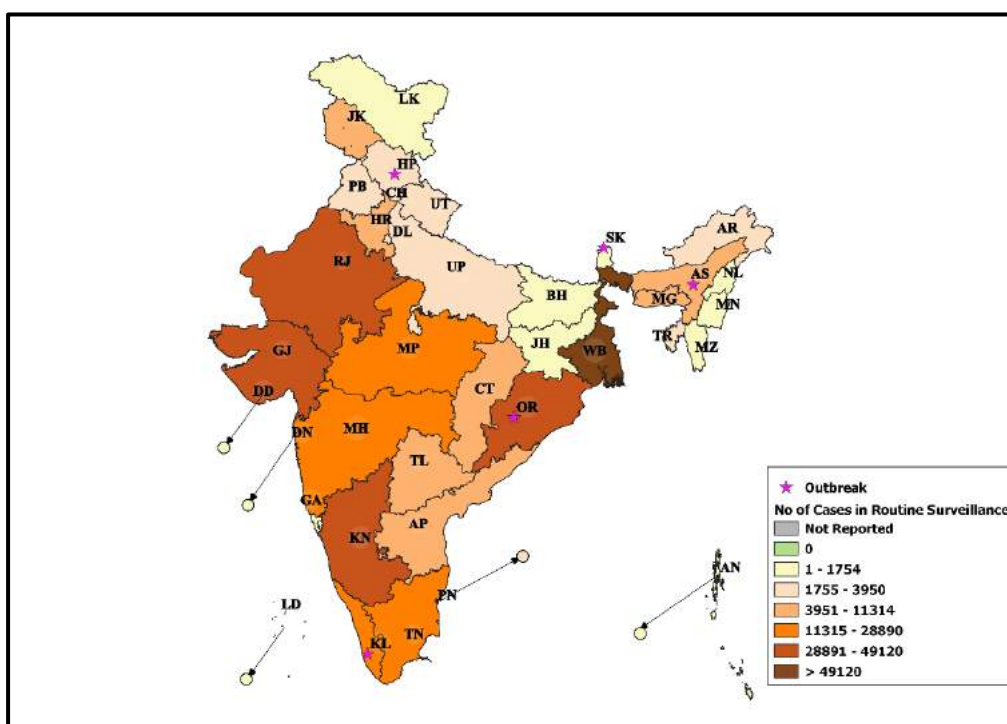 LK
JK
HP
PB
CH
UT
HR
DL
SK
AR
RJ
UP
AS
NL
BH
MG
MN
JH
TR
MZ
GJ
MP
WB
CT
DD
OR
DN
MH
TL
GA
AP
KN
AN
PN
LD
TN
KL
Outbreak
No of Cases in Routine Surveillance
Not Reported
0
1 - 1754
1755 - 3950
3951 - 11314
11315 - 28890
28891 - 49120
> 49120